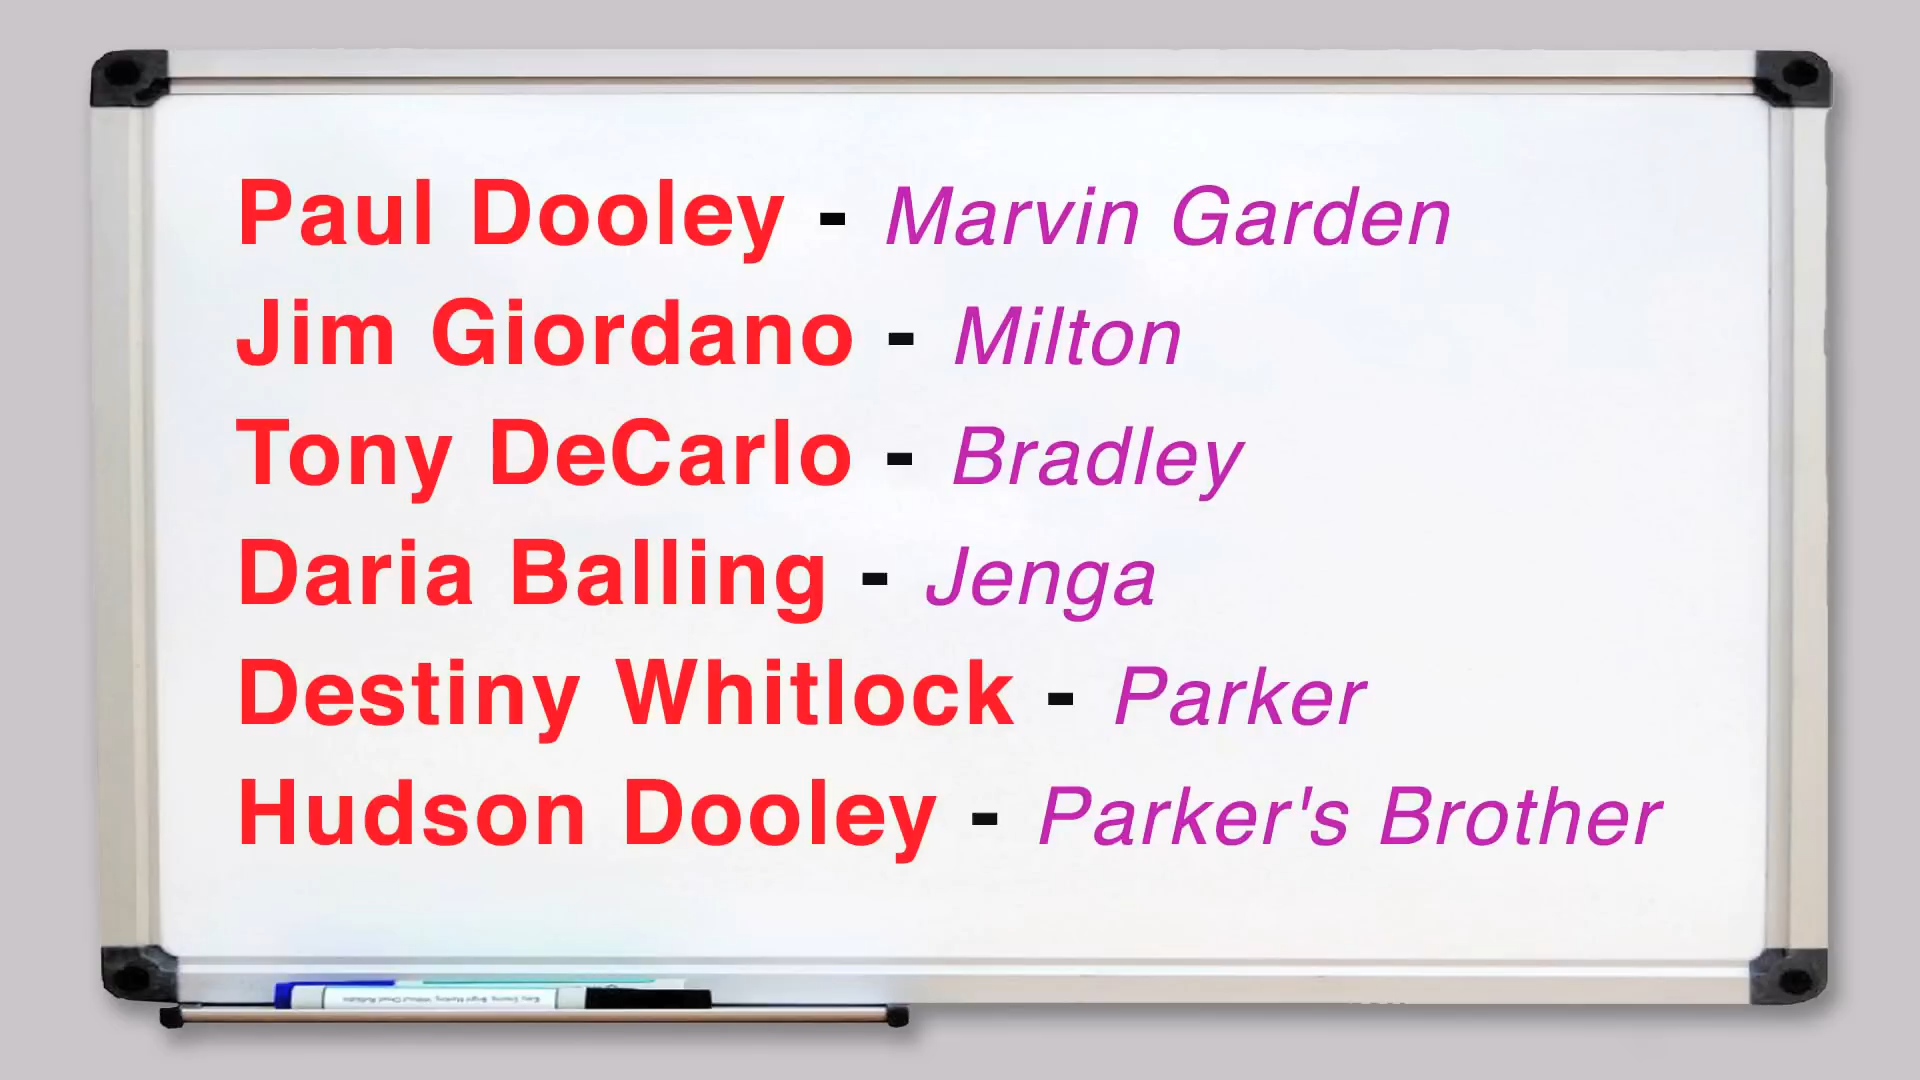 Paul Dooley - Marvin Garden
Jim Giordano - Milton
Tony DeCarlo - Bradley
Daria Balling - Jenga
Destiny Whitlock - Parker
Hudson Dooley - Parker's Brother